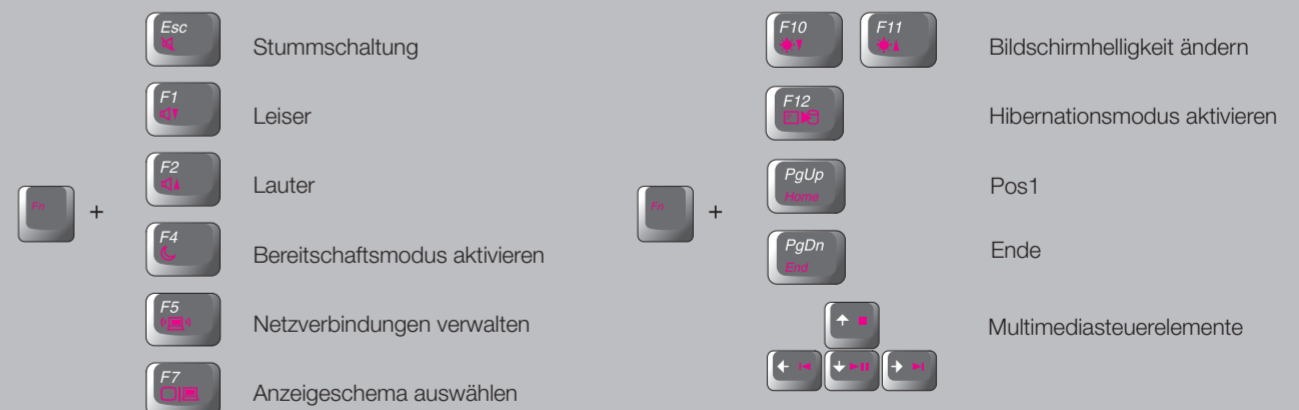 Esc
Stummschaltung
F1
Leiser
F2
Lauter
Fn +
F4
Bereitschaftsmodus aktivieren
F5
Netzverbindungen verwalten
F7
Anzeigeschema auswählen
F10 F11
Bildschirmhelligkeit ändern
F12
Hibernationsmodus aktivieren
Fn +
PgUp
Home
Pos1
PgDn
End
Ende
Multimediasteuerelemente